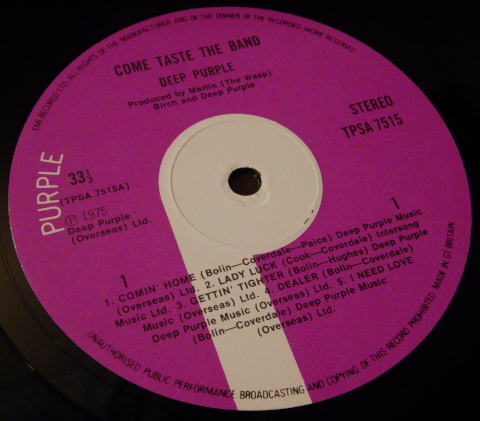 EMI RECORDS LTD. ALL RIGHTS OF THE MANUFACTURER AND OF THE OWNER OF THE RECORDED WORK RESERVED
COME TASTE THE BAND
DEEP PURPLE
Produced by Martin (The Wasp)
Birch and Deep Purple
STEREO
TPSA 7515
PURPLE
33⅓
(TPSA.7515A)
℗ 1975
Deep Purple
(Overseas) Ltd.
1
1
1. COMIN' HOME (Bolin—Coverdale—Paice) Deep Purple Music
(Overseas) Ltd. 2. LADY LUCK (Cook—Coverdale) Intersong
Music Ltd. 3. GETTIN' TIGHTER (Bolin—Hughes) Deep Purple
Music (Overseas) Ltd. 4. DEALER (Bolin—Coverdale)
Deep Purple Music (Overseas) Ltd. 5. I NEED LOVE
(Bolin—Coverdale) Deep Purple Music
(Overseas) Ltd.
UNAUTHORISED PUBLIC PERFORMANCE BROADCASTING AND COPYING OF THIS RECORD PROHIBITED MADE IN GT BRITAIN